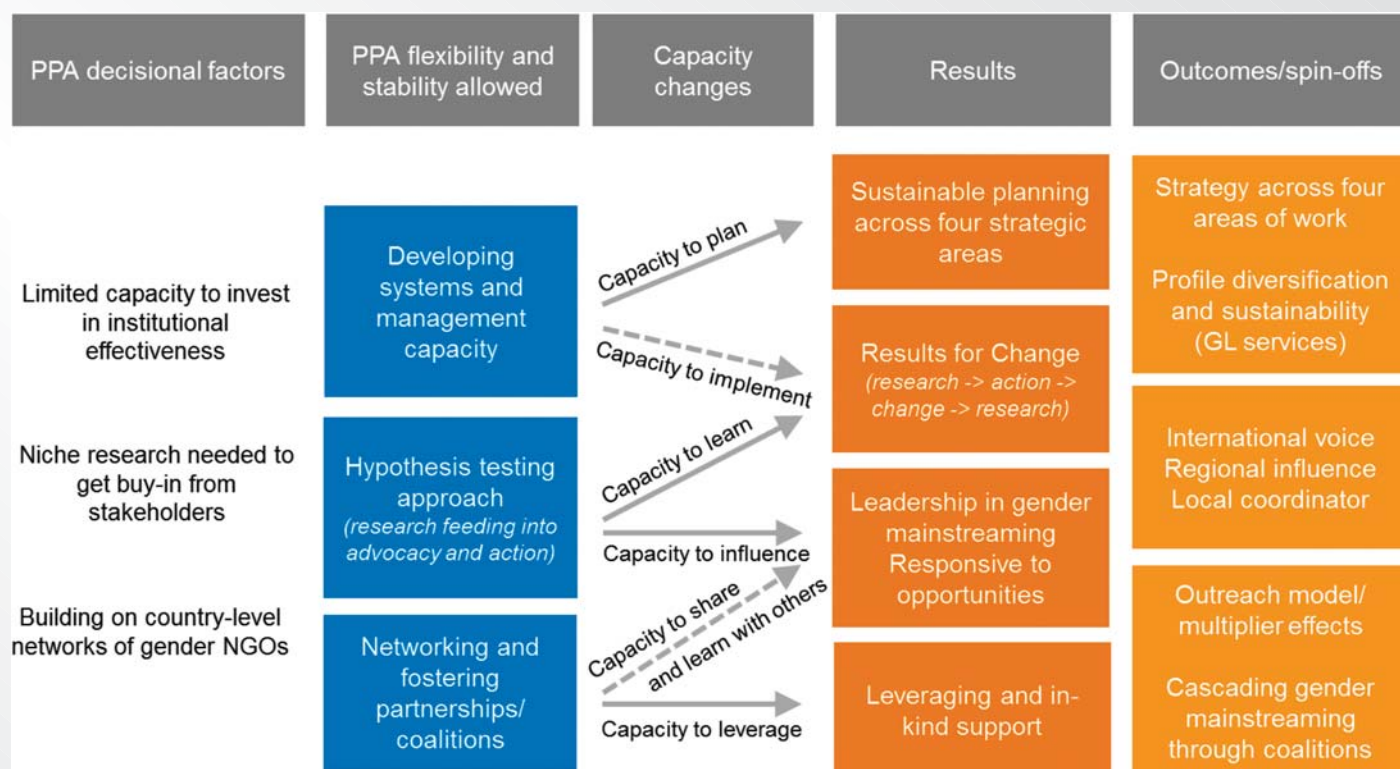 PPA decisional factors
PPA flexibility and
stability allowed
Capacity
changes
Results
Outcomes/spin-offs
Limited capacity to invest
in institutional
effectiveness
Niche research needed to
get buy-in from
stakeholders
Building on country-level
networks of gender NGOs
Developing
systems and
management
capacity
Hypothesis testing
approach
(research feeding into
advocacy and action)
Networking and
fostering
partnerships/
coalitions
Capacity to plan
Capacity to implement
Capacity to learn
Capacity to influence
Capacity to share
and learn with others
Capacity to leverage
Sustainable planning
across four strategic
areas
Results for Change
(research -> action ->
change -> research)
Leadership in gender
mainstreaming
Responsive to
opportunities
Leveraging and in-
kind support
Strategy across four
areas of work
Profile diversification
and sustainability
(GL services)
International voice
Regional influence
Local coordinator
Outreach model/
multiplier effects
Cascading gender
mainstreaming
through coalitions